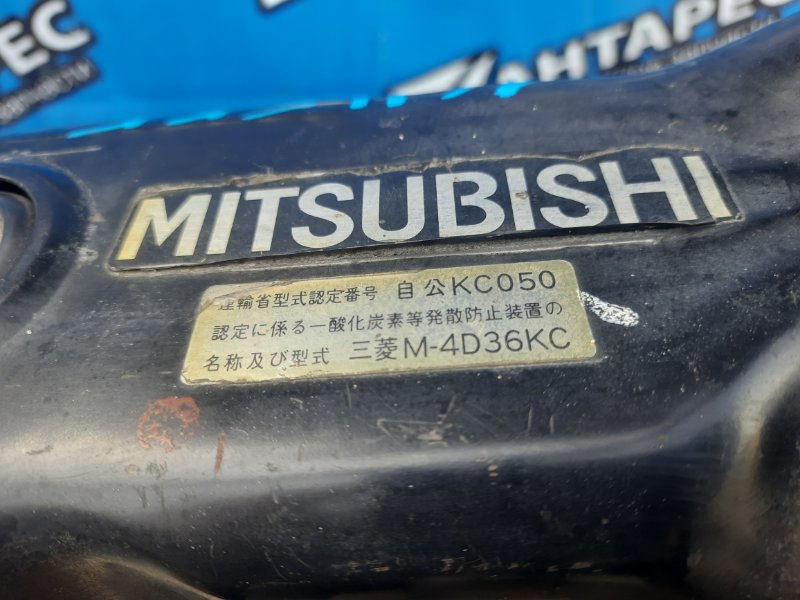 АНТАРЕС
MITSUBISHI
運輸省型式認定番号 自公KC050
認定に係る一酸化炭素等発散防止装置の
名称及び型式 三菱M-4D36KC